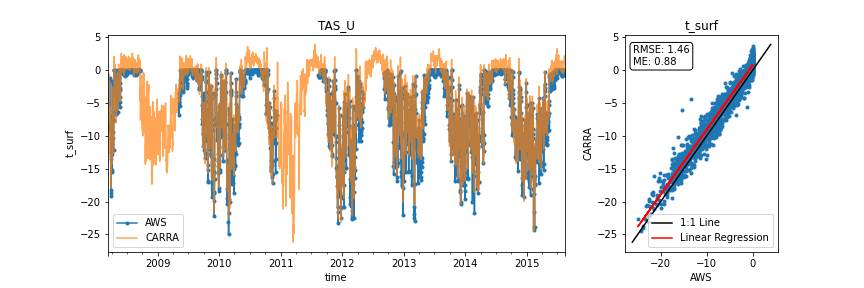 TAS_U
t_surf
5
0
−5
−10
−15
−20
−25
2009
2010
2011
2012
2013
2014
2015
time
AWS
CARRA
t_surf
RMSE: 1.46
ME: 0.88
CARRA
5
0
−5
−10
−15
−20
−25
−20
−10
0
AWS
1:1 Line
Linear Regression